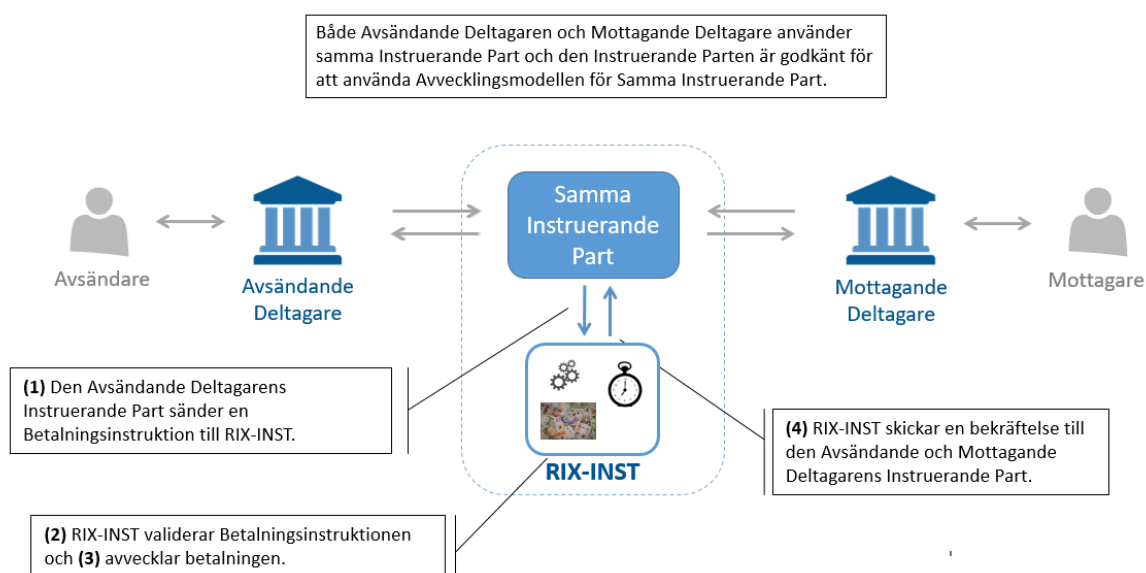 Både Avsändande Deltagaren och Mottagande Deltagare använder
samma Instruerande Part och den Instruerande Parten är godkänt för
att använda Avvecklingsmodellen för Samma Instruerande Part.
Samma
Instruerande
Part
Avsändare
Avsändande
Deltagare
Mottagande
Deltagare
Mottagare
(1) Den Avsändande Deltagarens
Instruerande Part sänder en
Betalningsinstruktion till RIX-INST.
RIX-INST
(4) RIX-INST skickar en bekräftelse till
den Avsändande och Mottagande
Deltagarens Instruerande Part.
(2) RIX-INST validerar Betalningsinstruktionen
och (3) avvecklar betalningen.